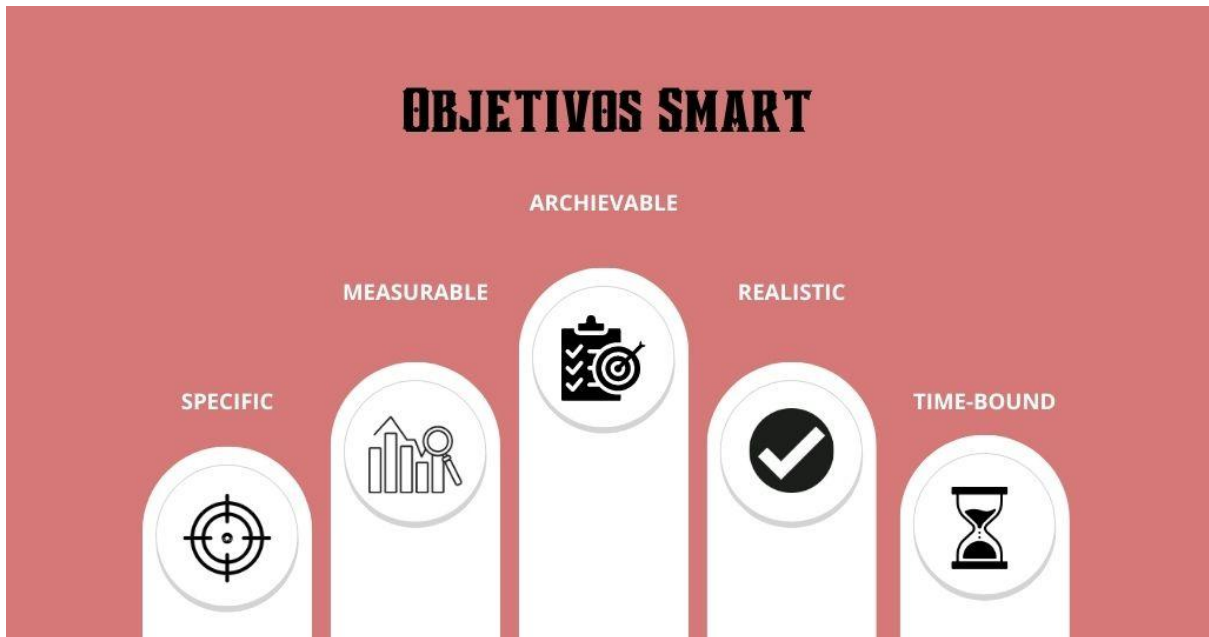 OBJETIVOS SMART
ARCHIEVABLE
MEASURABLE
REALISTIC
SPECIFIC
TIME-BOUND